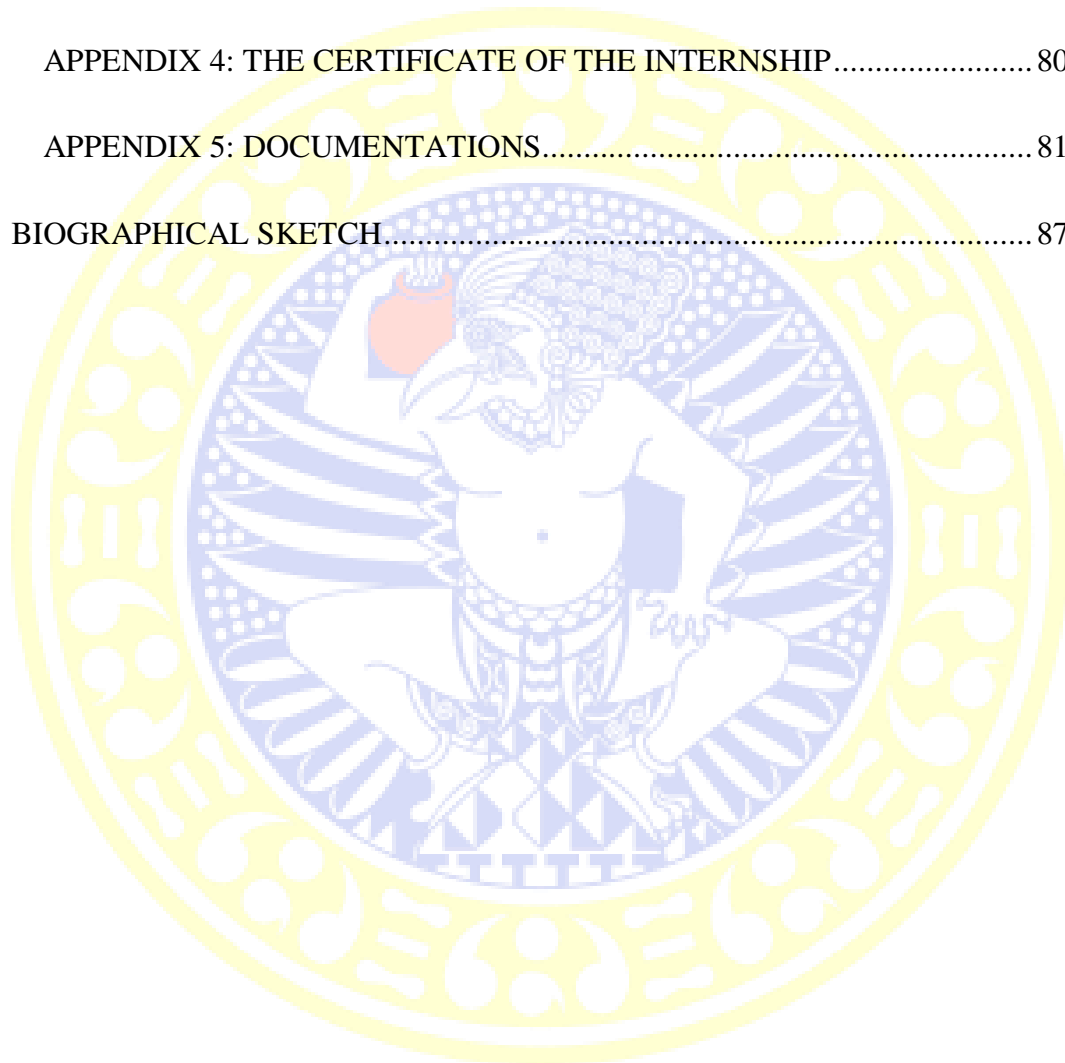 APPENDIX 4: THE CERTIFICATE OF THE INTERNSHIP........................ 80
APPENDIX 5: DOCUMENTATIONS............................................................ 81
BIOGRAPHICAL SKETCH............................................................................... 87